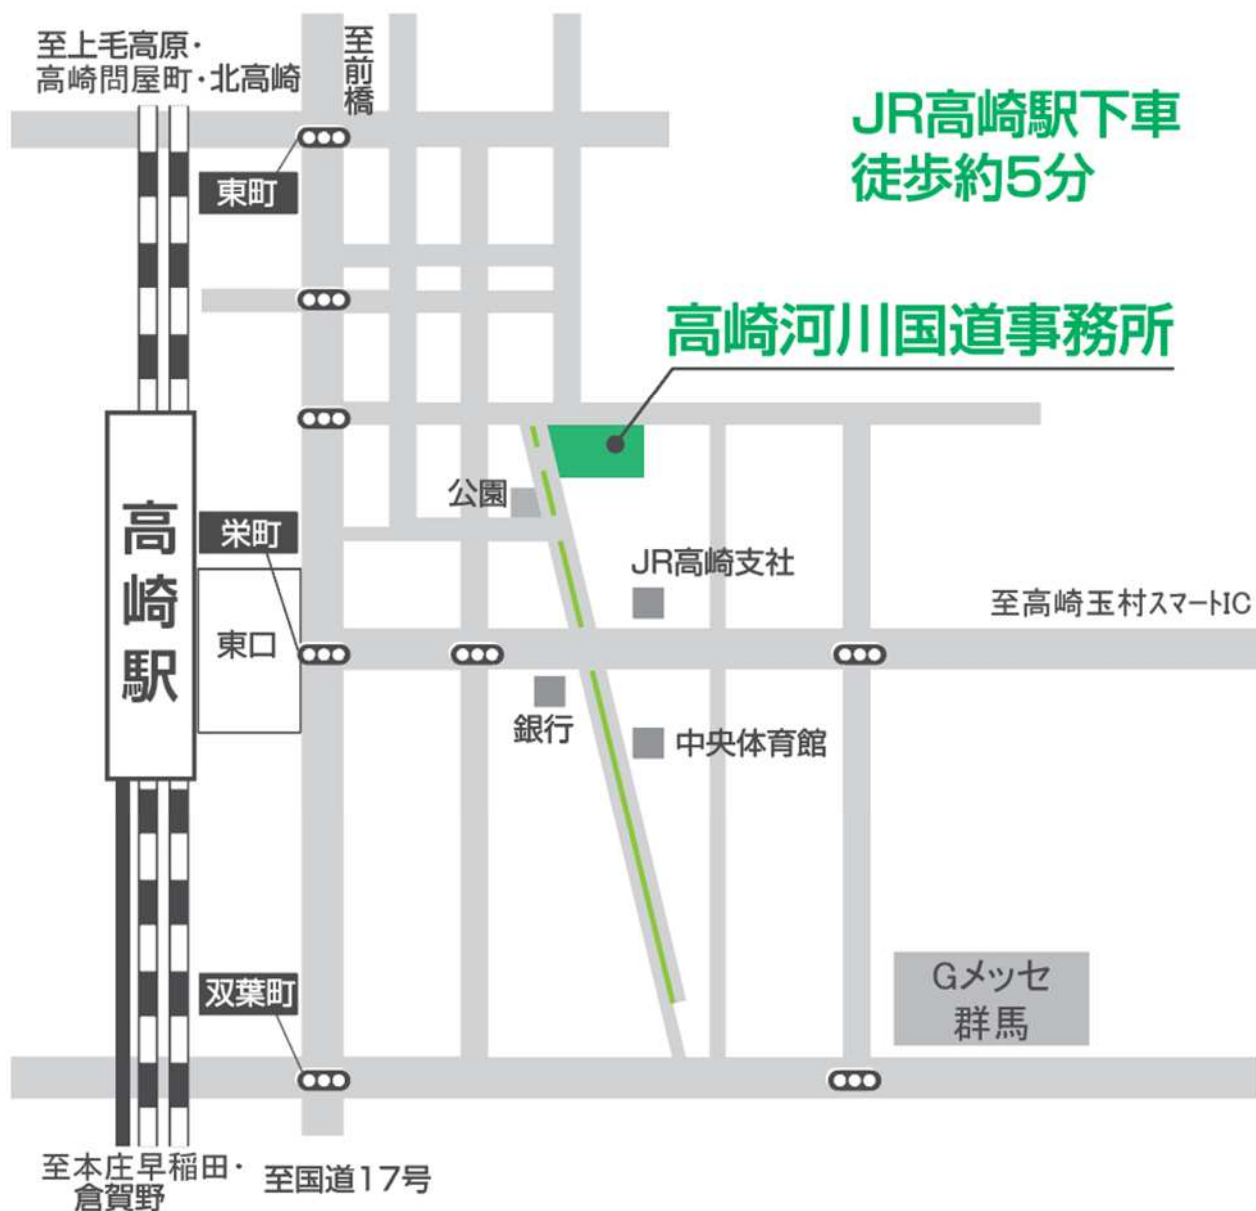 至上毛高原・
高崎問屋町・北高崎
至前橋
JR高崎駅下車
徒歩約5分
東町
高崎河川国道事務所
公園
高崎駅
栄町
JR高崎支社
至高崎玉村スマートIC
東口
銀行
中央体育館
双葉町
Gメッセ
群馬
至本庄早稲田・
倉賀野
至国道17号